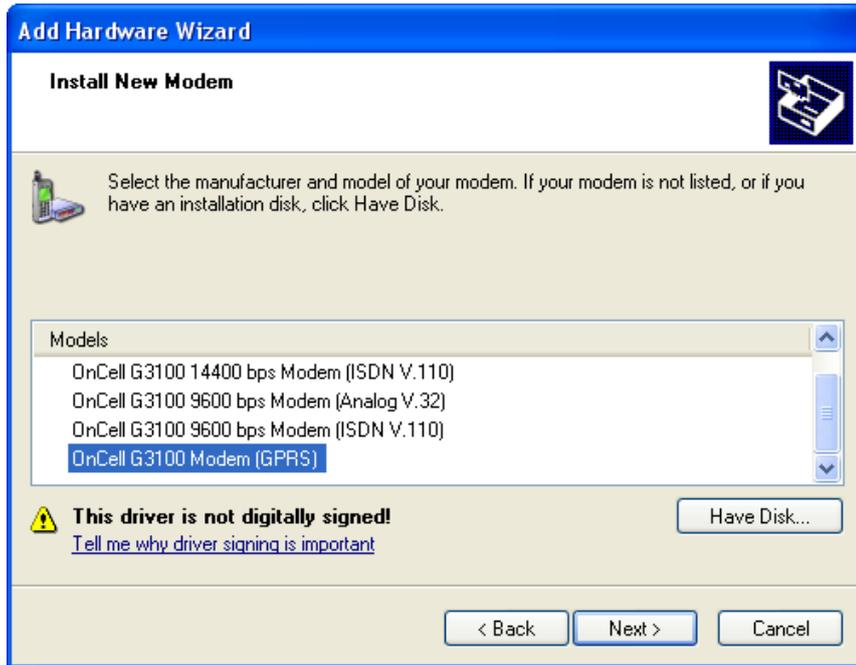 Add Hardware Wizard
Install New Modem
Select the manufacturer and model of your modem. If your modem is not listed, or if you
have an installation disk, click Have Disk.
Models
OnCell G3100 14400 bps Modem (ISDN V.110)
OnCell G3100 9600 bps Modem (Analog V.32)
OnCell G3100 9600 bps Modem (ISDN V.110)
OnCell G3100 Modem (GPRS)
This driver is not digitally signed!
Have Disk...
Tell me why driver signing is important
< Back
Next >
Cancel